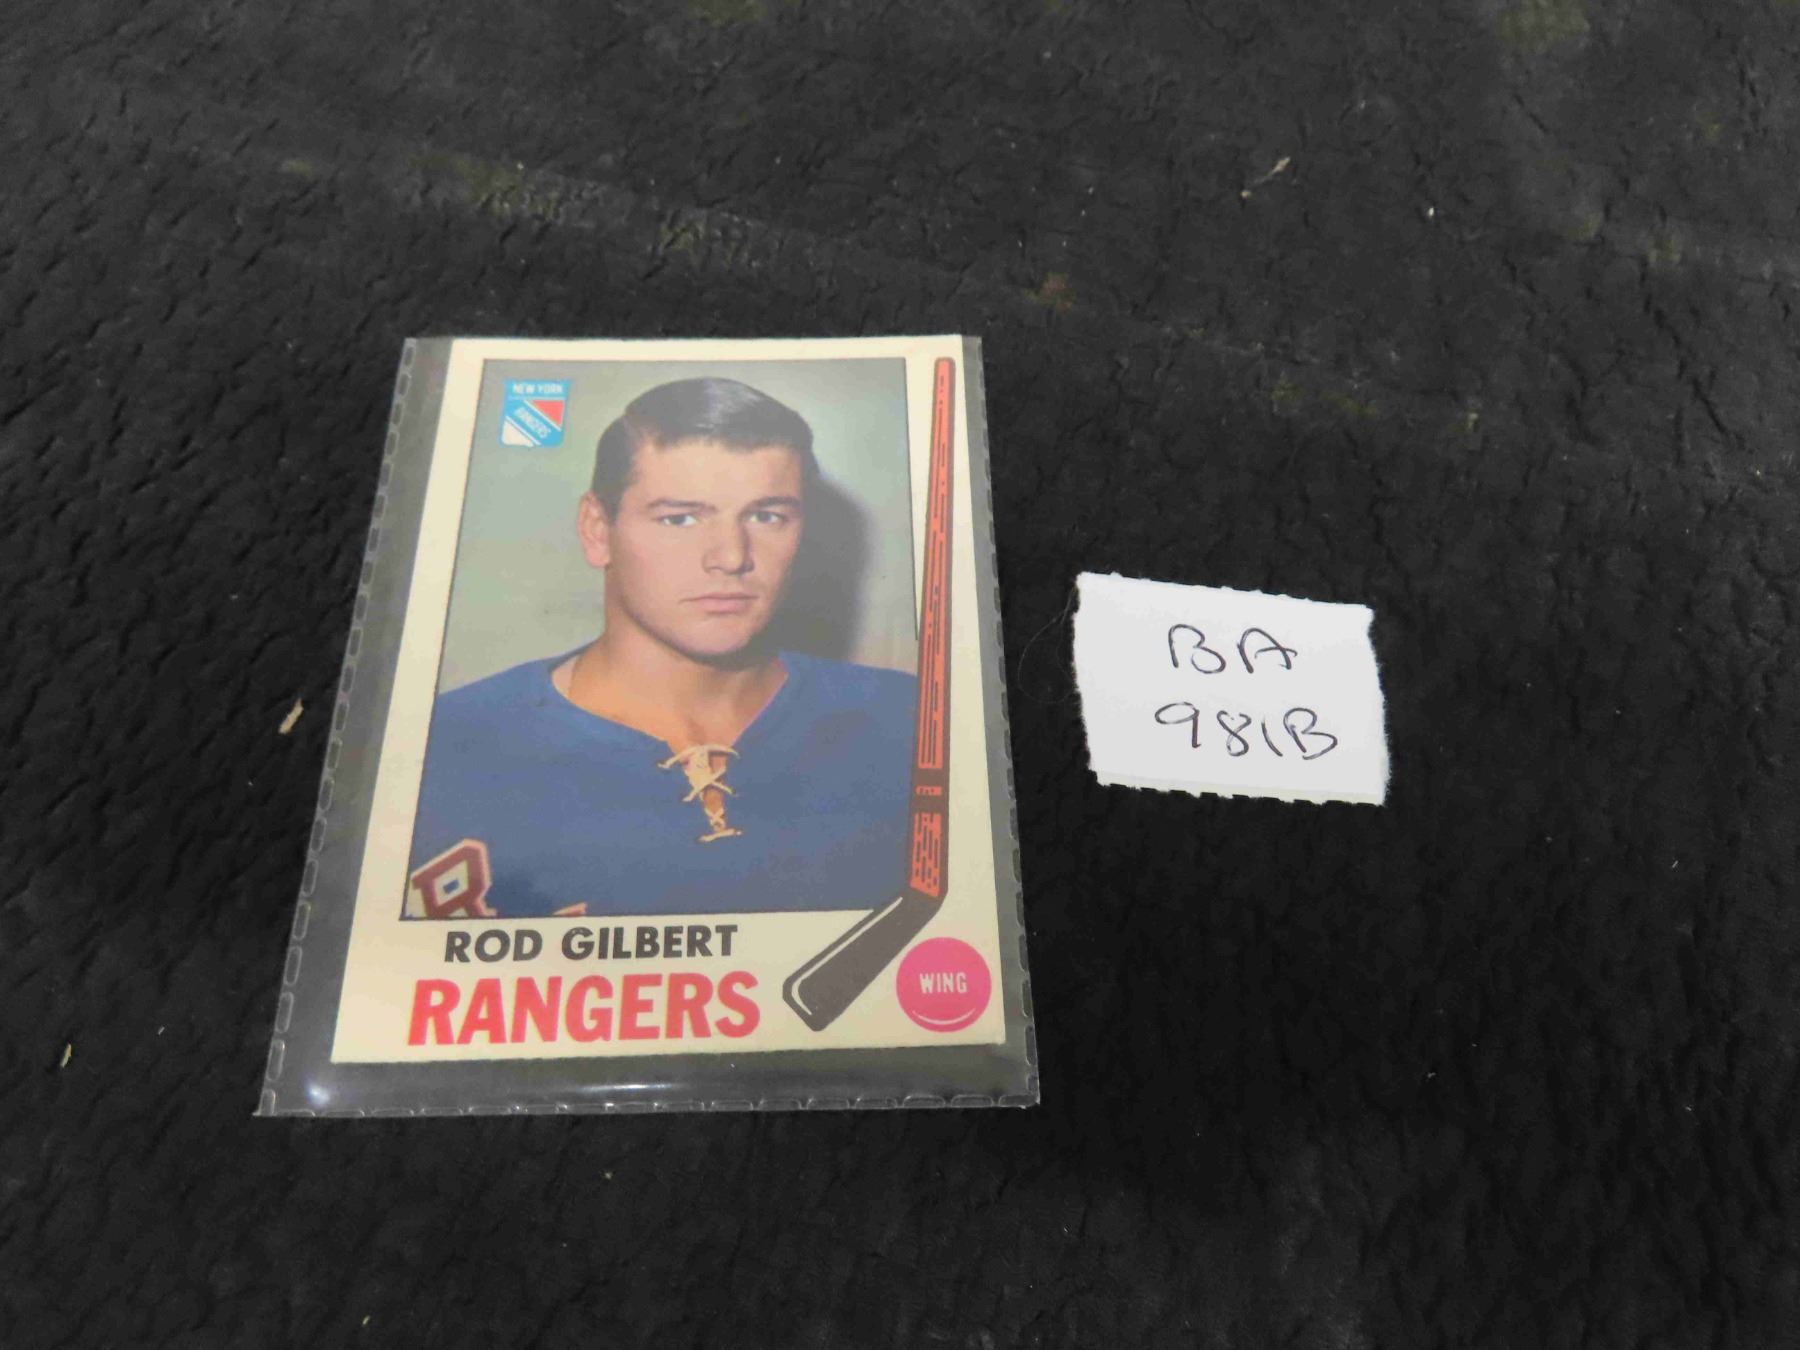 NEW YORK
RANGERS
ROD GILBERT
RANGERS
WING
BA
981B